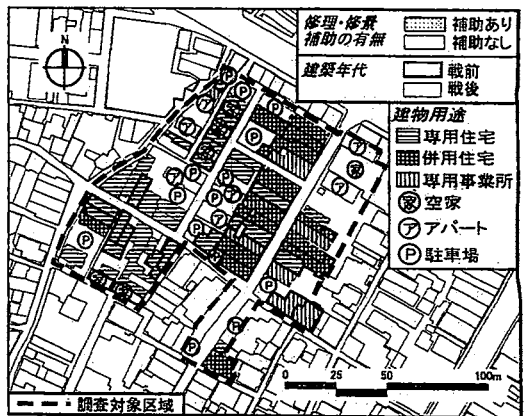 N
修理・修景
補助の有無
補助あり
補助なし
建築年代
戦前
戦後
建物用途
専用住宅
併用住宅
専用事業所
家 空家
ア アパート
P 駐車場
0 25 50 100m
調査対象区域